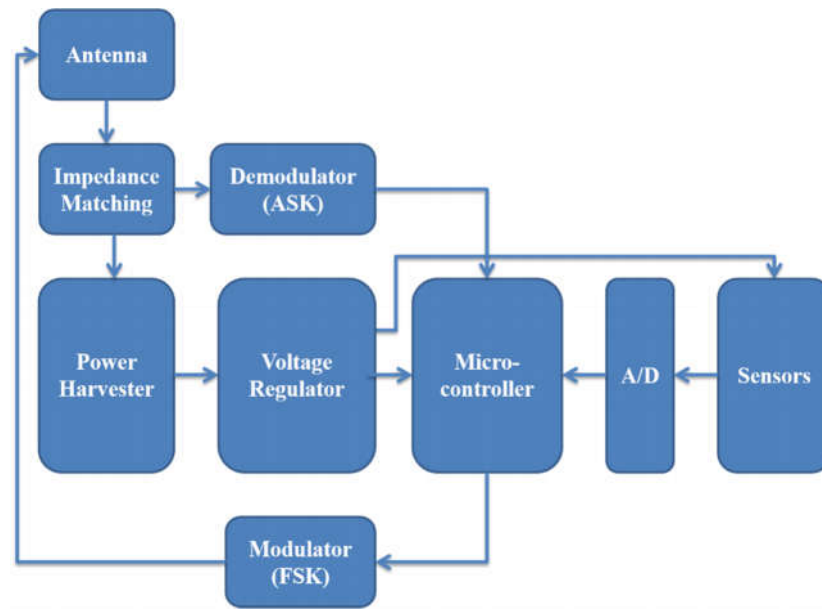 Antenna
Impedance
Matching
Demodulator
(ASK)
Power
Harvester
Voltage
Regulator
Micro-
controller
A/D
Sensors
Modulator
(FSK)